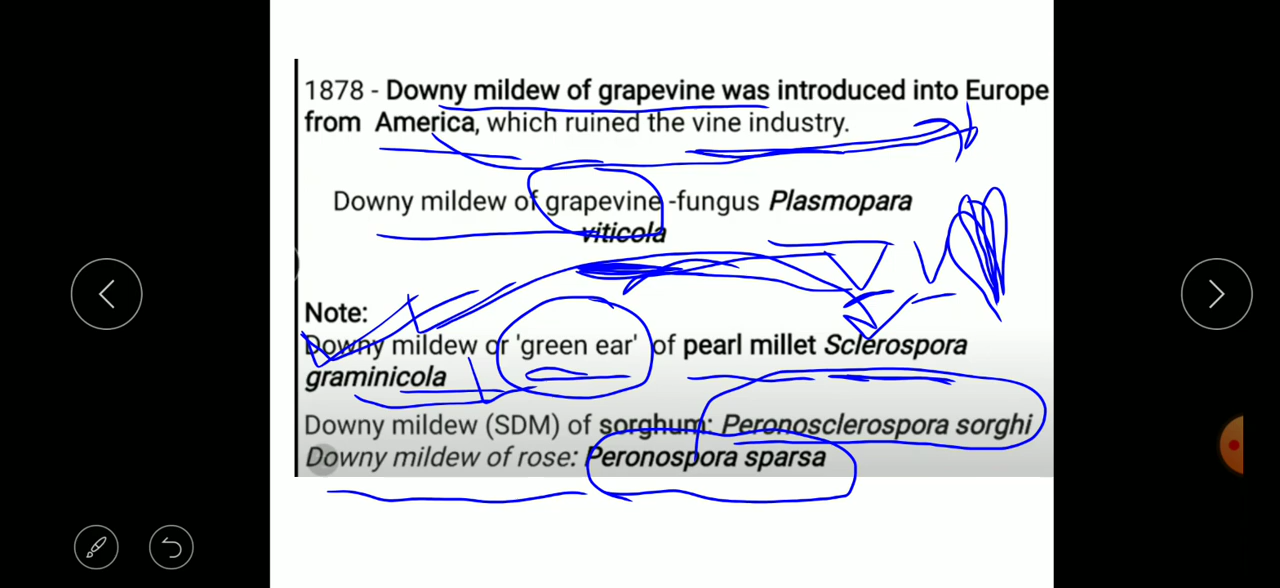 1878 - Downy mildew of grapevine was introduced into Europe
from America, which ruined the vine industry.
Downy mildew of grapevine -fungus Plasmopara
viticola
Note:
Downy mildew or 'green ear' of pearl millet Sclerospora
graminicola
Downy mildew (SDM) of sorghum: Peronosclerospora sorghi
Downy mildew of rose: Peronospora sparsa